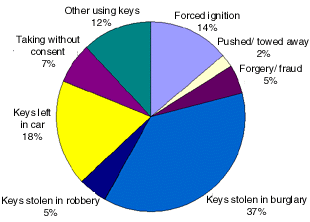 Other using keys
12%
Forced ignition
14%
Pushed/ towed away
2%
Forgery/ fraud
5%
Keys stolen in burglary
37%
Keys stolen in robbery
5%
Keys left
in car
18%
Taking without
consent
7%